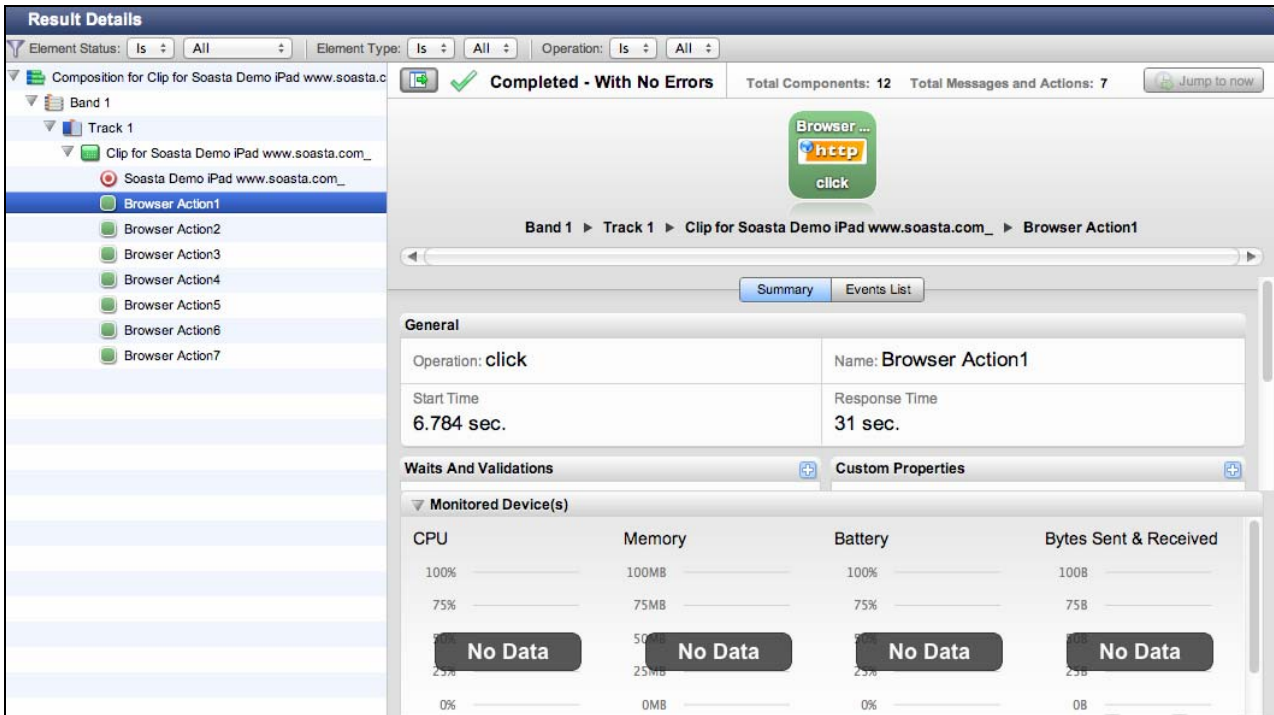 Result Details
Element Status: Is All Element Type: Is All Operation: Is All
Composition for Clip for Soasta Demo iPad www.soasta.c
Band 1
Track 1
Clip for Soasta Demo iPad www.soasta.com_
Soasta Demo iPad www.soasta.com_
Browser Action1
Browser Action2
Browser Action3
Browser Action4
Browser Action5
Browser Action6
Browser Action7
Completed - With No Errors Total Components: 12 Total Messages and Actions: 7 Jump to now
Browser ...
http
click
Band 1 Track 1 Clip for Soasta Demo iPad www.soasta.com_ Browser Action1
Summary Events List
General
Operation: click Name: Browser Action1
Start Time Response Time
6.784 sec. 31 sec.
Waits And Validations Custom Properties
Monitored Device(s)
CPU Memory Battery Bytes Sent & Received
100% 100MB 100% 100B
75% 75MB 75% 75B
No Data No Data No Data No Data
25% 25MB 25% 25B
0% 0MB 0% 0B